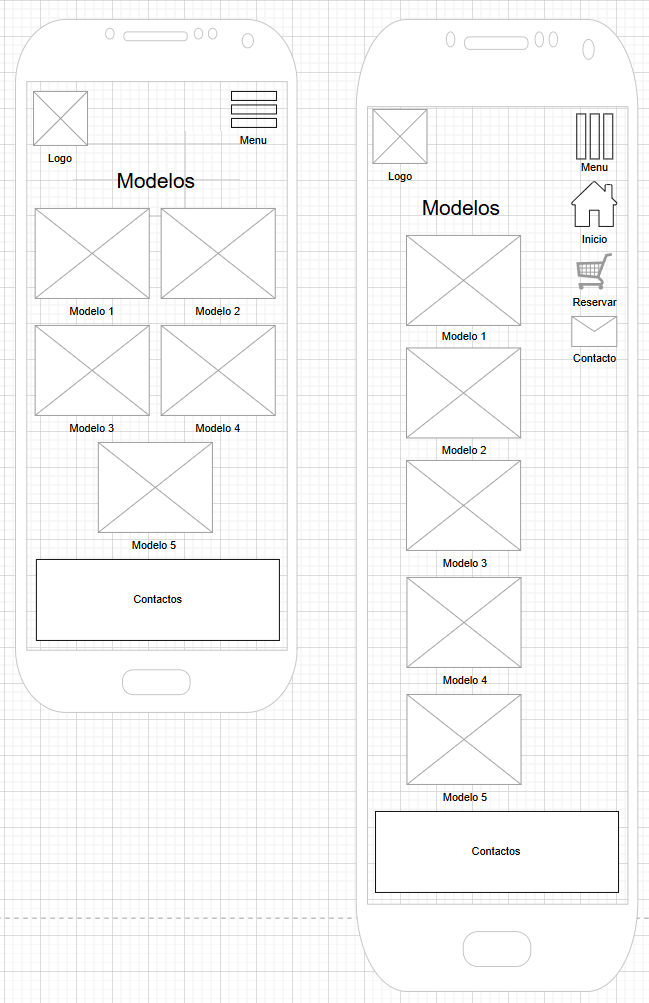 Logo
Menu
Modelos
Modelo 1
Modelo 2
Modelo 3
Modelo 4
Modelo 5
Contactos
Logo
Menu
Modelos
Inicio
Reservar
Contacto
Modelo 1
Modelo 2
Modelo 3
Modelo 4
Modelo 5
Contactos